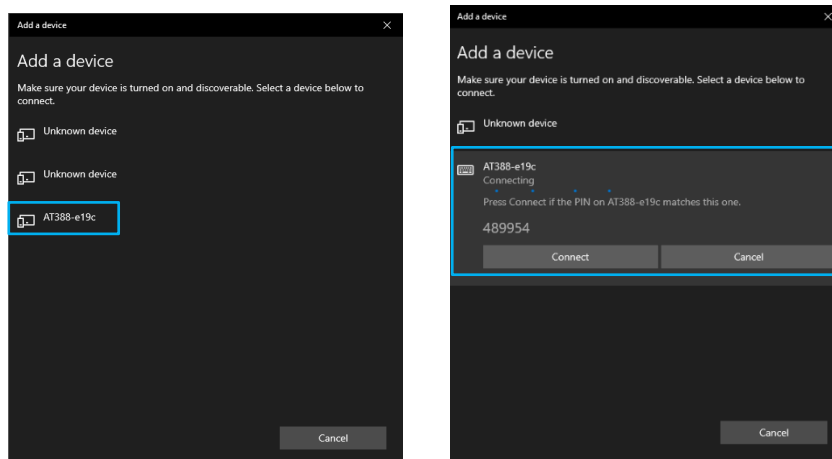 Add a device
Add a device
Make sure your device is turned on and discoverable. Select a device below to
connect.
Unknown device
Unknown device
AT388-e19c
Cancel
Add a device
Add a device
Make sure your device is turned on and discoverable. Select a device below to
connect.
Unknown device
AT388-e19c
Connecting
Press Connect if the PIN on AT388-e19c matches this one.
489954
Connect Cancel
Cancel